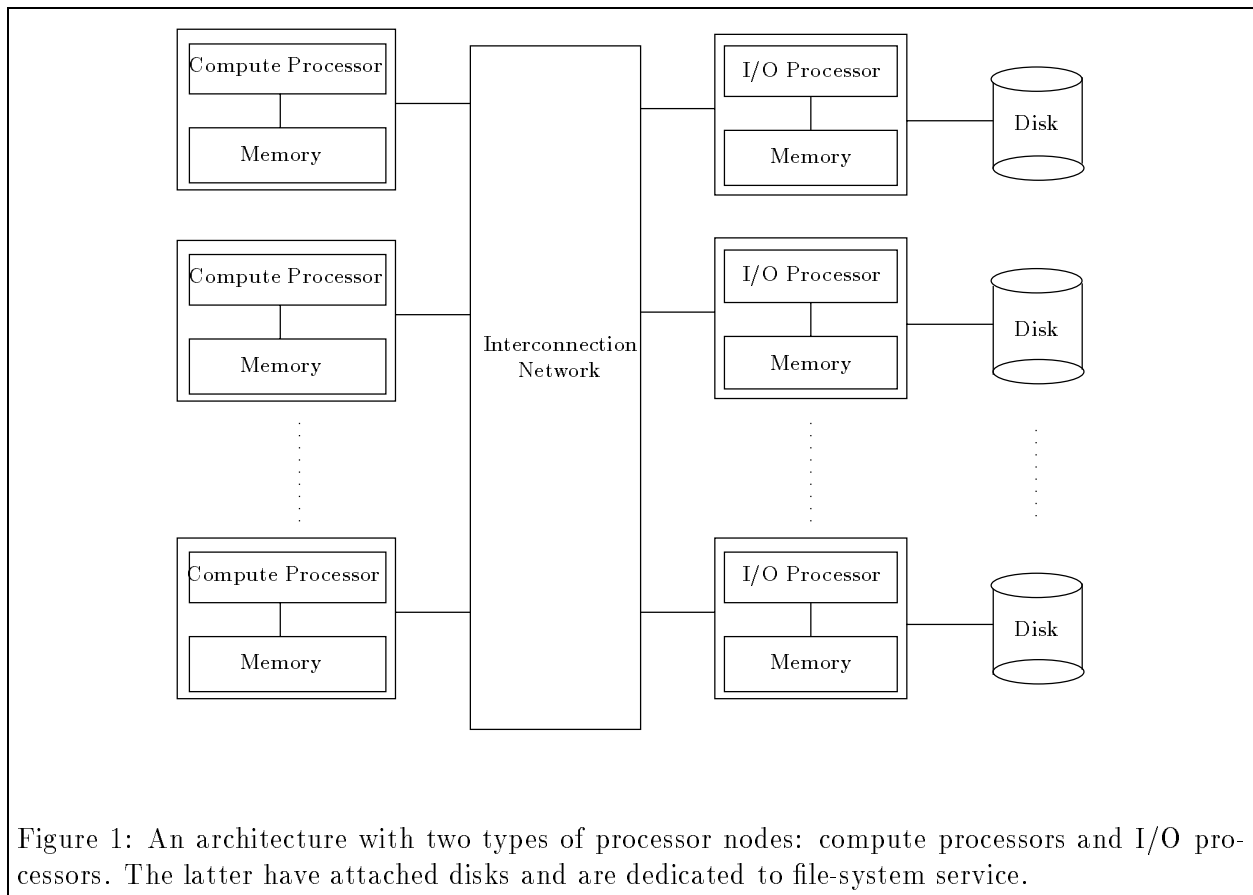 Compute Processor
Memory
I/O Processor
Memory
Disk
Compute Processor
Memory
I/O Processor
Memory
Disk
Interconnection
Network
Compute Processor
Memory
I/O Processor
Memory
Disk
Figure 1: An architecture with two types of processor nodes: compute processors and I/O pro-
cessors. The latter have attached disks and are dedicated to file-system service.